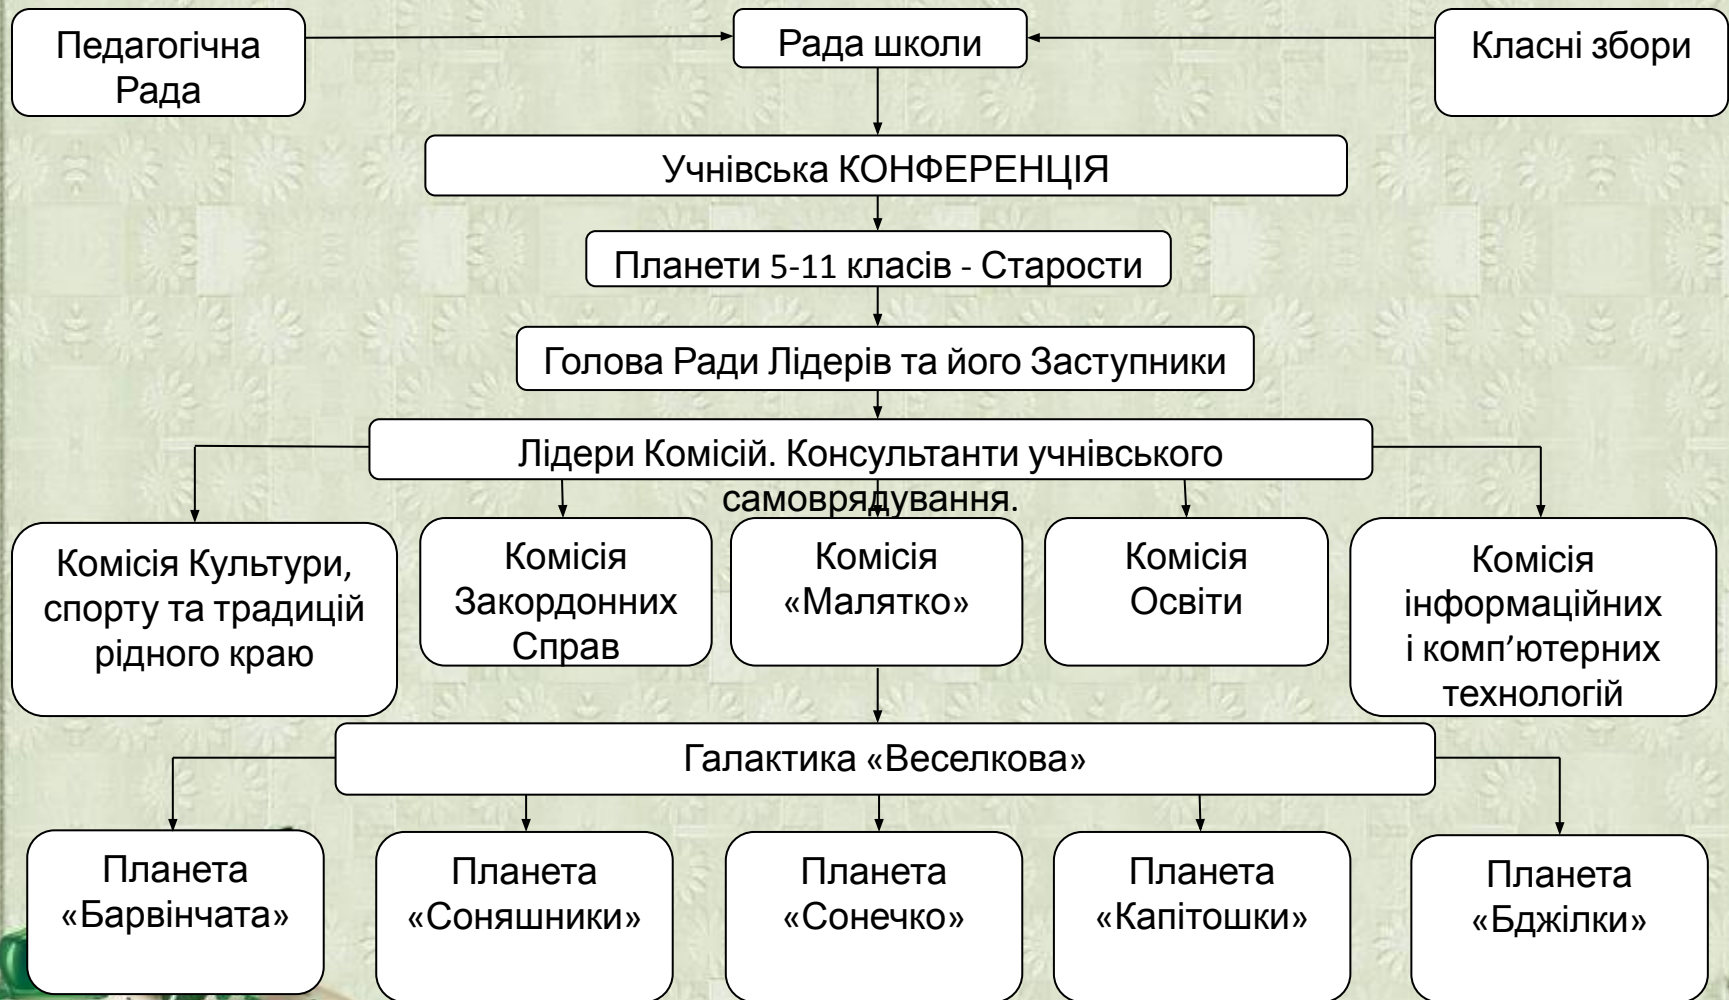 Педагогічна
Рада
Рада школи
Класні збори
Учнівська КОНФЕРЕНЦІЯ
Планети 5-11 класів - Старости
Голова Ради Лідерів та його Заступники
Лідери Комісій. Консультанти учнівського
самоврядування.
Комісія Культури,
спорту та традицій
рідного краю
Комісія
Закордонних
Справ
Комісія
«Малятко»
Комісія
Освіти
Комісія
інформаційних
і комп’ютерних
технологій
Галактика «Веселкова»
Планета
«Барвінчата»
Планета
«Соняшники»
Планета
«Сонечко»
Планета
«Капітошки»
Планета
«Бджілки»